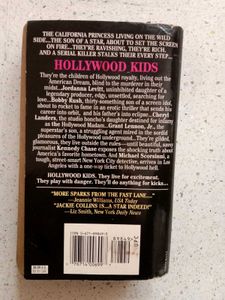 THE CALIFORNIA PRINCESS LIVING ON THE WILD
SIDE...THE SON OF A STAR, ABOUT TO SET THE SCREEN
ON FIRE...THEY'RE RAVISHING. THEY'RE RICH.
AND A SERIAL KILLER STALKS THEIR EVERY STEP...
HOLLYWOOD KIDS
They're the children of Hollywood royalty, living out the
American Dream, blind to the terror of a murderer in their
midst....Jordanna Levitt, uninhibited daughter of a
legendary producer, edgy, unsettled, searching for
love. Bobby Rush, thirty-something son of a screen idol,
about to rocket to fame in an erotic thriller that sends his
career into orbit, and his father's into eclipse...Cheryl
Landers, the studio honcho's daughter destined for infamy
as the Hollywood Madam...Grant Lennon, Jr., the
superstar's son, a struggling agent mired in the sordid
pleasures of the Hollywood underground...They're gilded,
glamorous, they live outside the rules—until beautiful, sexy
journalist Kennedy Chase exposes the shocking truth about
America's favorite hometown. And Michael Scorsinni, a
tough, street-smart New York City detective, arrives in Los
Angeles with a one-way ticket to Hollywood hell.
HOLLYWOOD KIDS. They live for excitement.
They play with danger. They'll do anything for kicks...
"MORE SPARKS FROM THE FAST LANE..."
—Jeannie Williams, USA Today
"JACKIE COLLINS IS...A STAR INDEED!"
—Liz Smith, New York Daily News